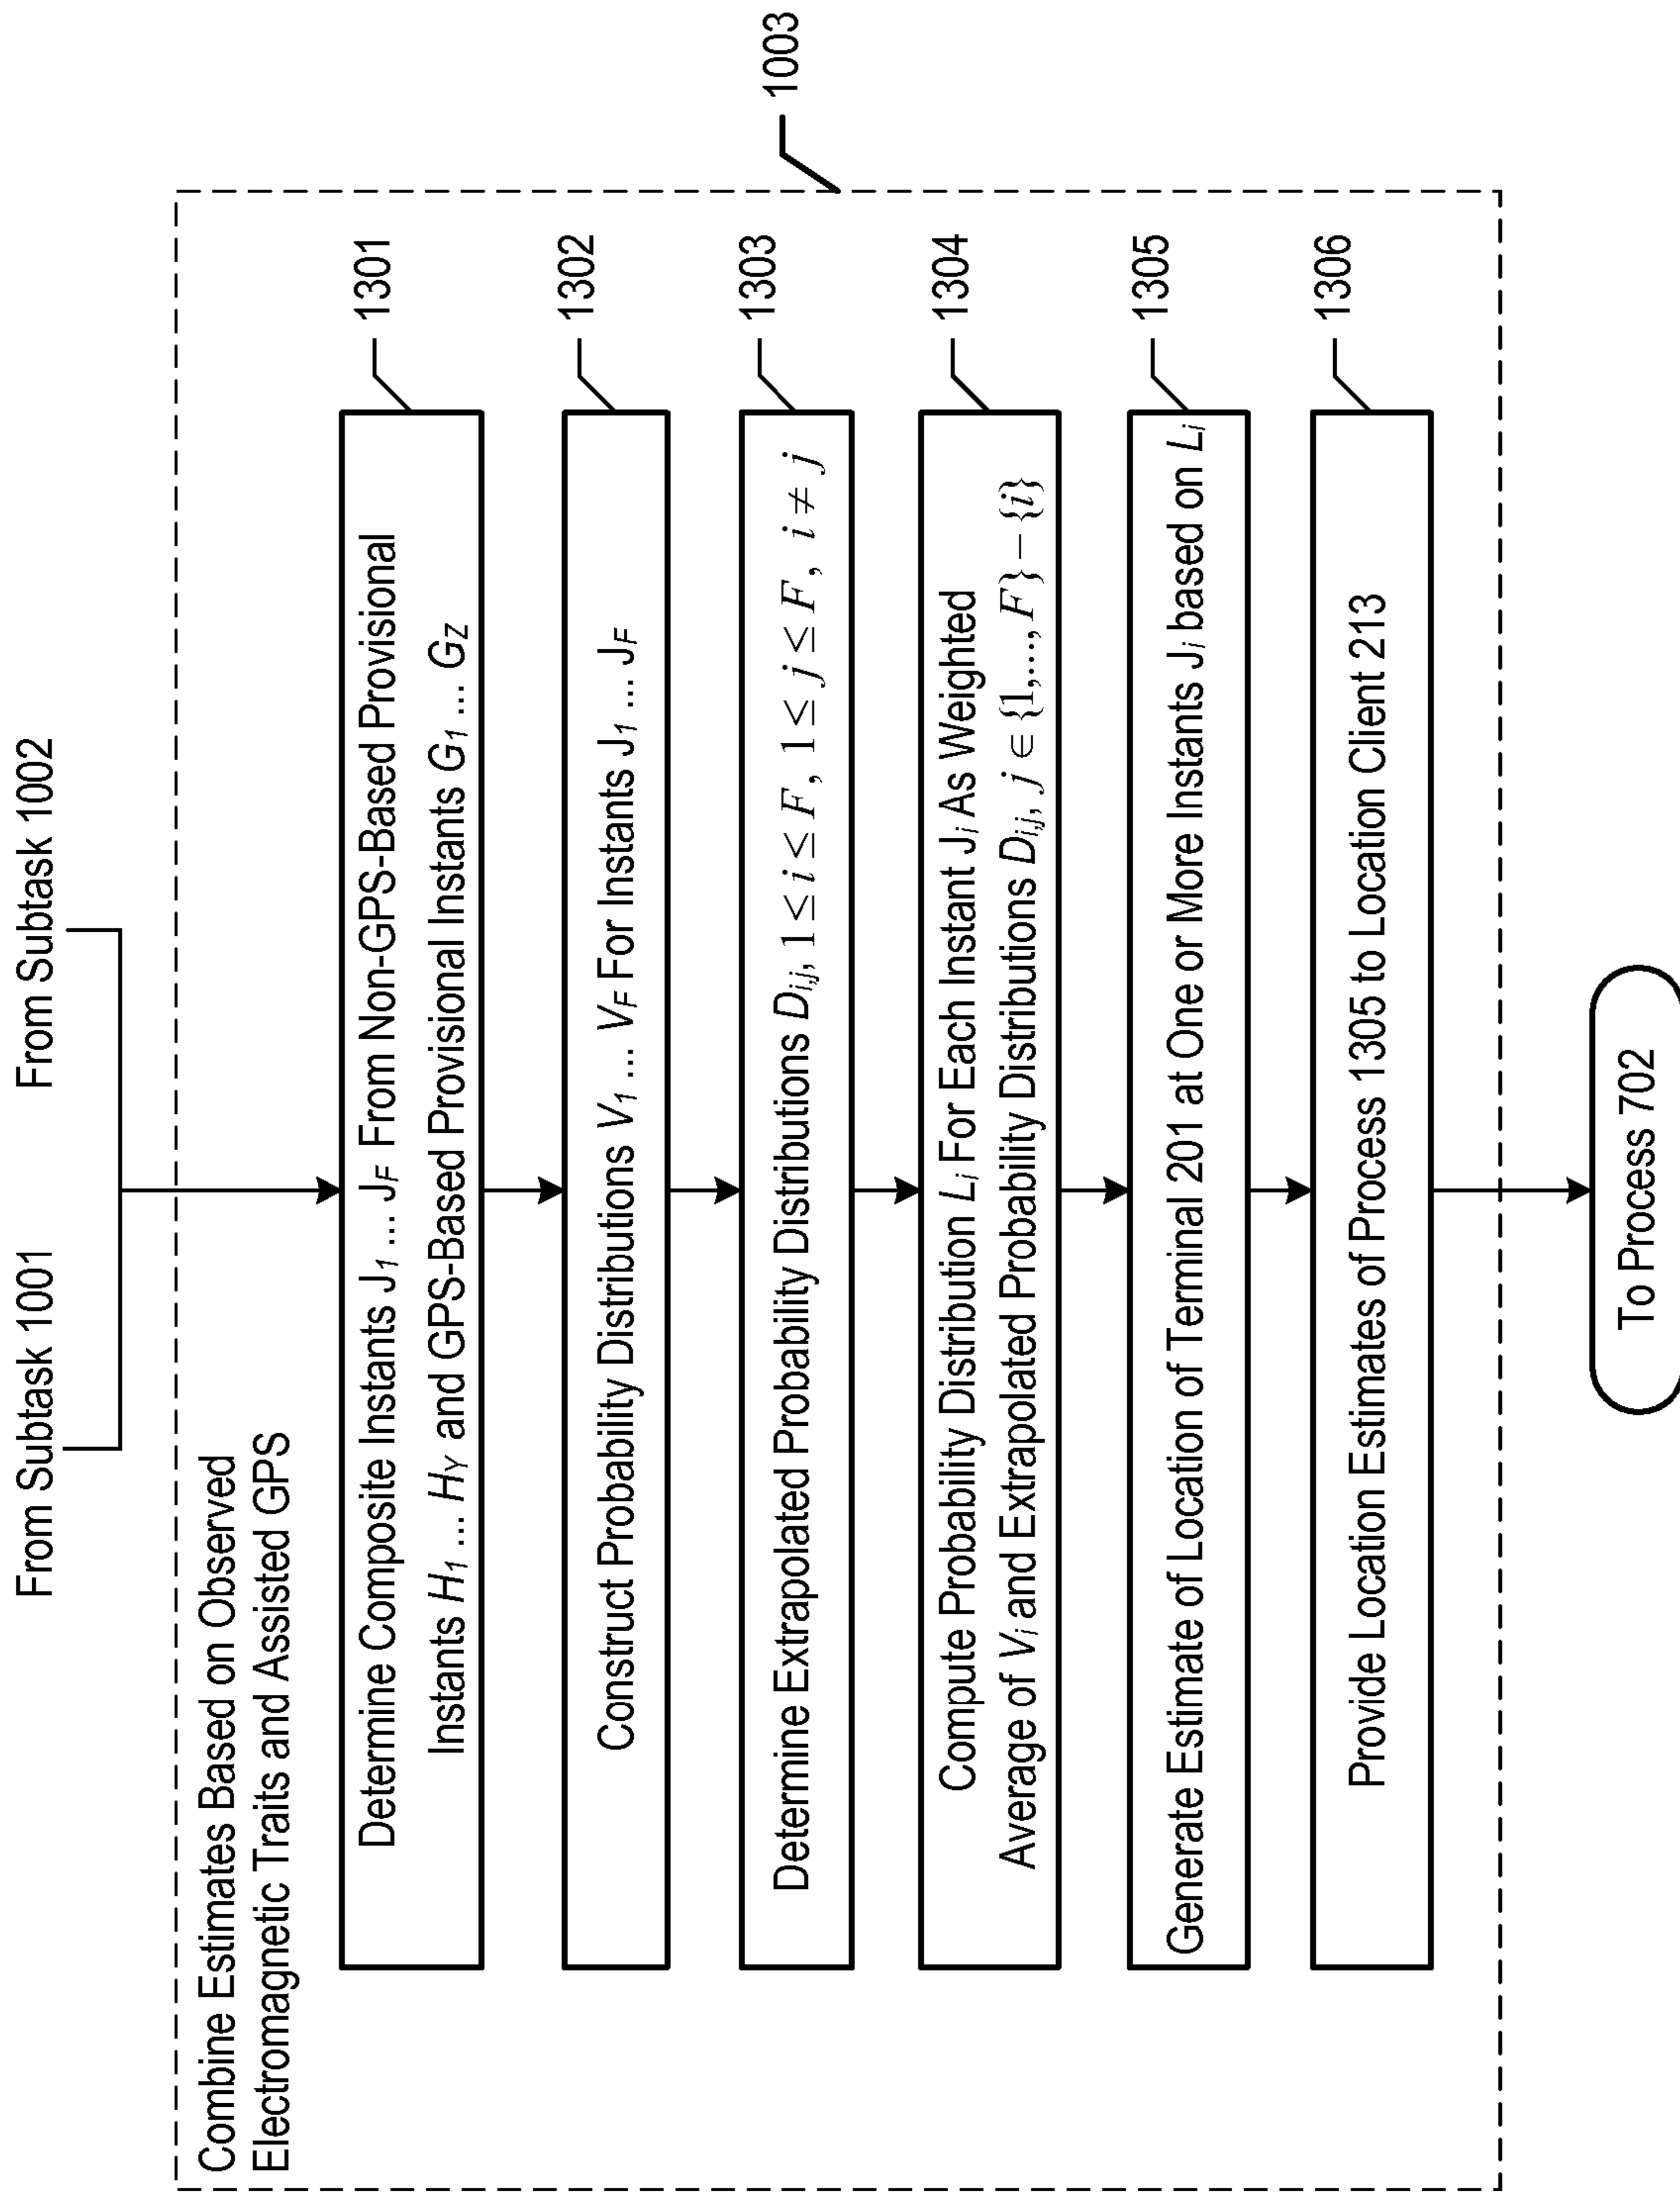 From Subtask 1001
From Subtask 1002
1003
Combine Estimates Based on Observed
Electromagnetic Traits and Assisted GPS
Determine Composite Instants J1 ... JF From Non-GPS-Based Provisional
Instants H1 ... HY and GPS-Based Provisional Instants G1 ... GZ
1301
Construct Probability Distributions V1 ... VF For Instants J1 ... JF
1302
Determine Extrapolated Probability Distributions Di,j, 1 ≤ i ≤ F, 1 ≤ j ≤ F, i ≠ j
1303
Compute Probability Distribution Li For Each Instant Ji As Weighted
Average of Vi and Extrapolated Probability Distributions Di,j, j ∈ {1,..., F} − {i}
1304
Generate Estimate of Location of Terminal 201 at One or More Instants Ji based on Li
1305
Provide Location Estimates of Process 1305 to Location Client 213
1306
To Process 702